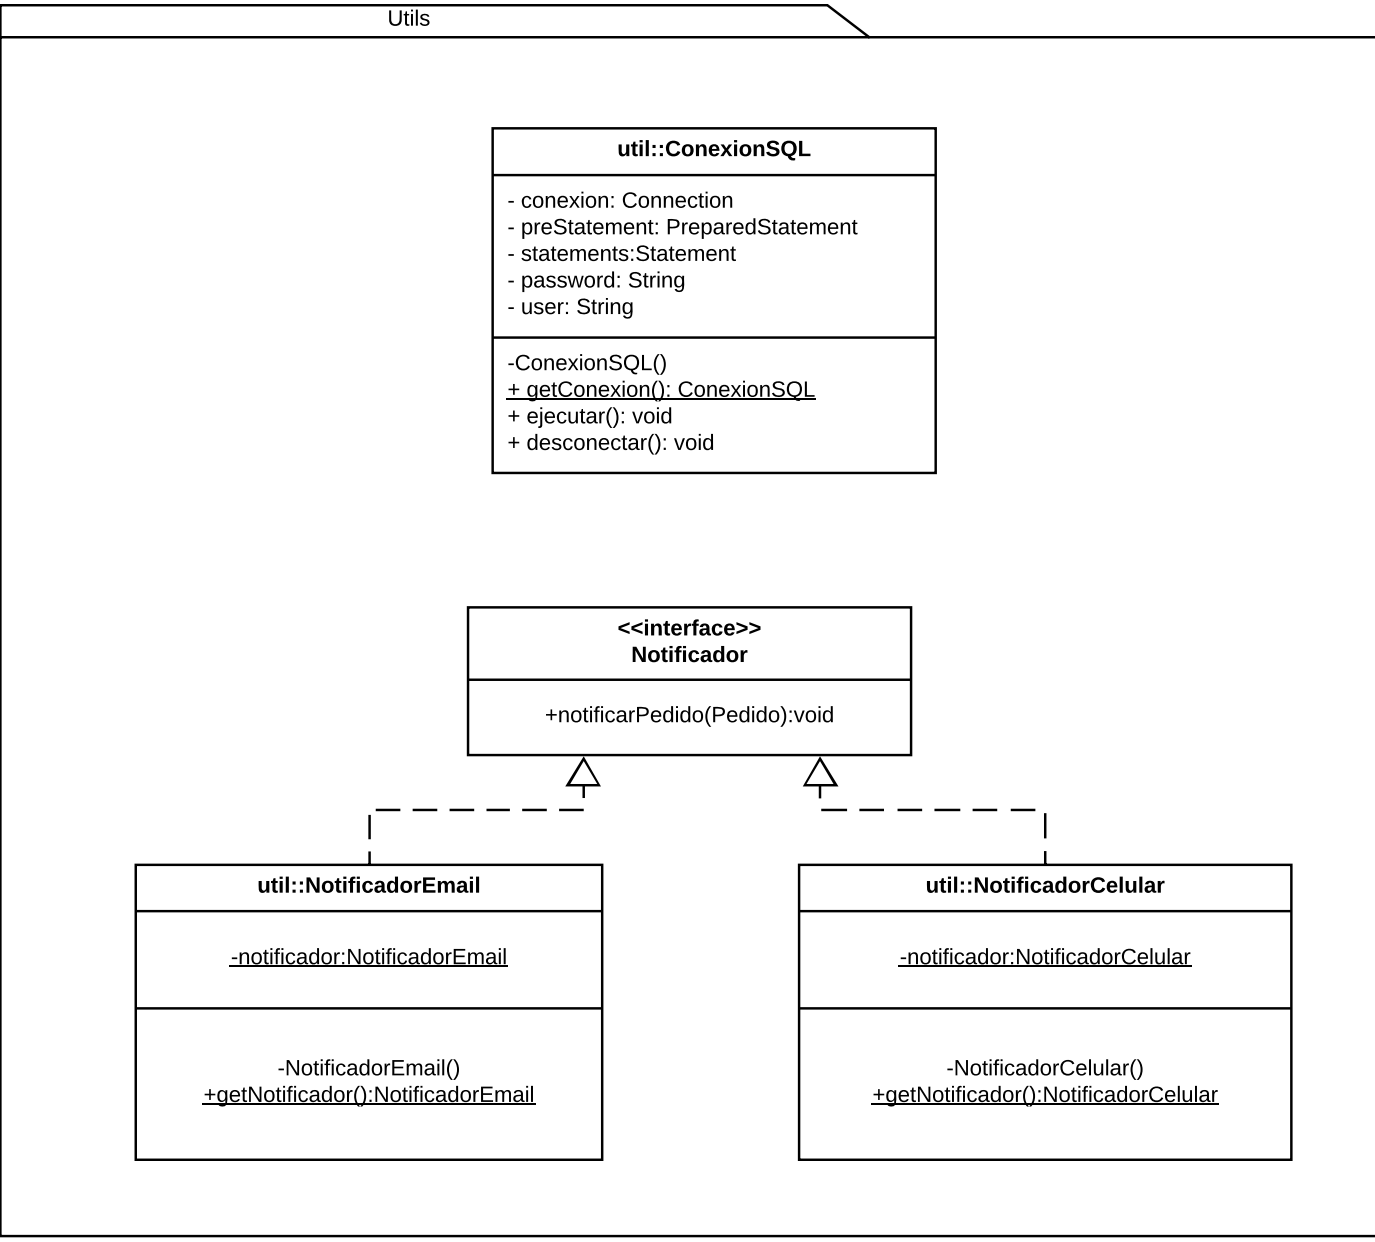 Utils
util::ConexionSQL
- conexion: Connection
- preStatement: PreparedStatement
- statements:Statement
- password: String
- user: String
-ConexionSQL()
+ getConexion(): ConexionSQL
+ ejecutar(): void
+ desconectar(): void
<<interface>>
Notificador
+notificarPedido(Pedido):void
util::NotificadorEmail
-notificador:NotificadorEmail
-NotificadorEmail()
+getNotificador():NotificadorEmail
util::NotificadorCelular
-notificador:NotificadorCelular
-NotificadorCelular()
+getNotificador():NotificadorCelular